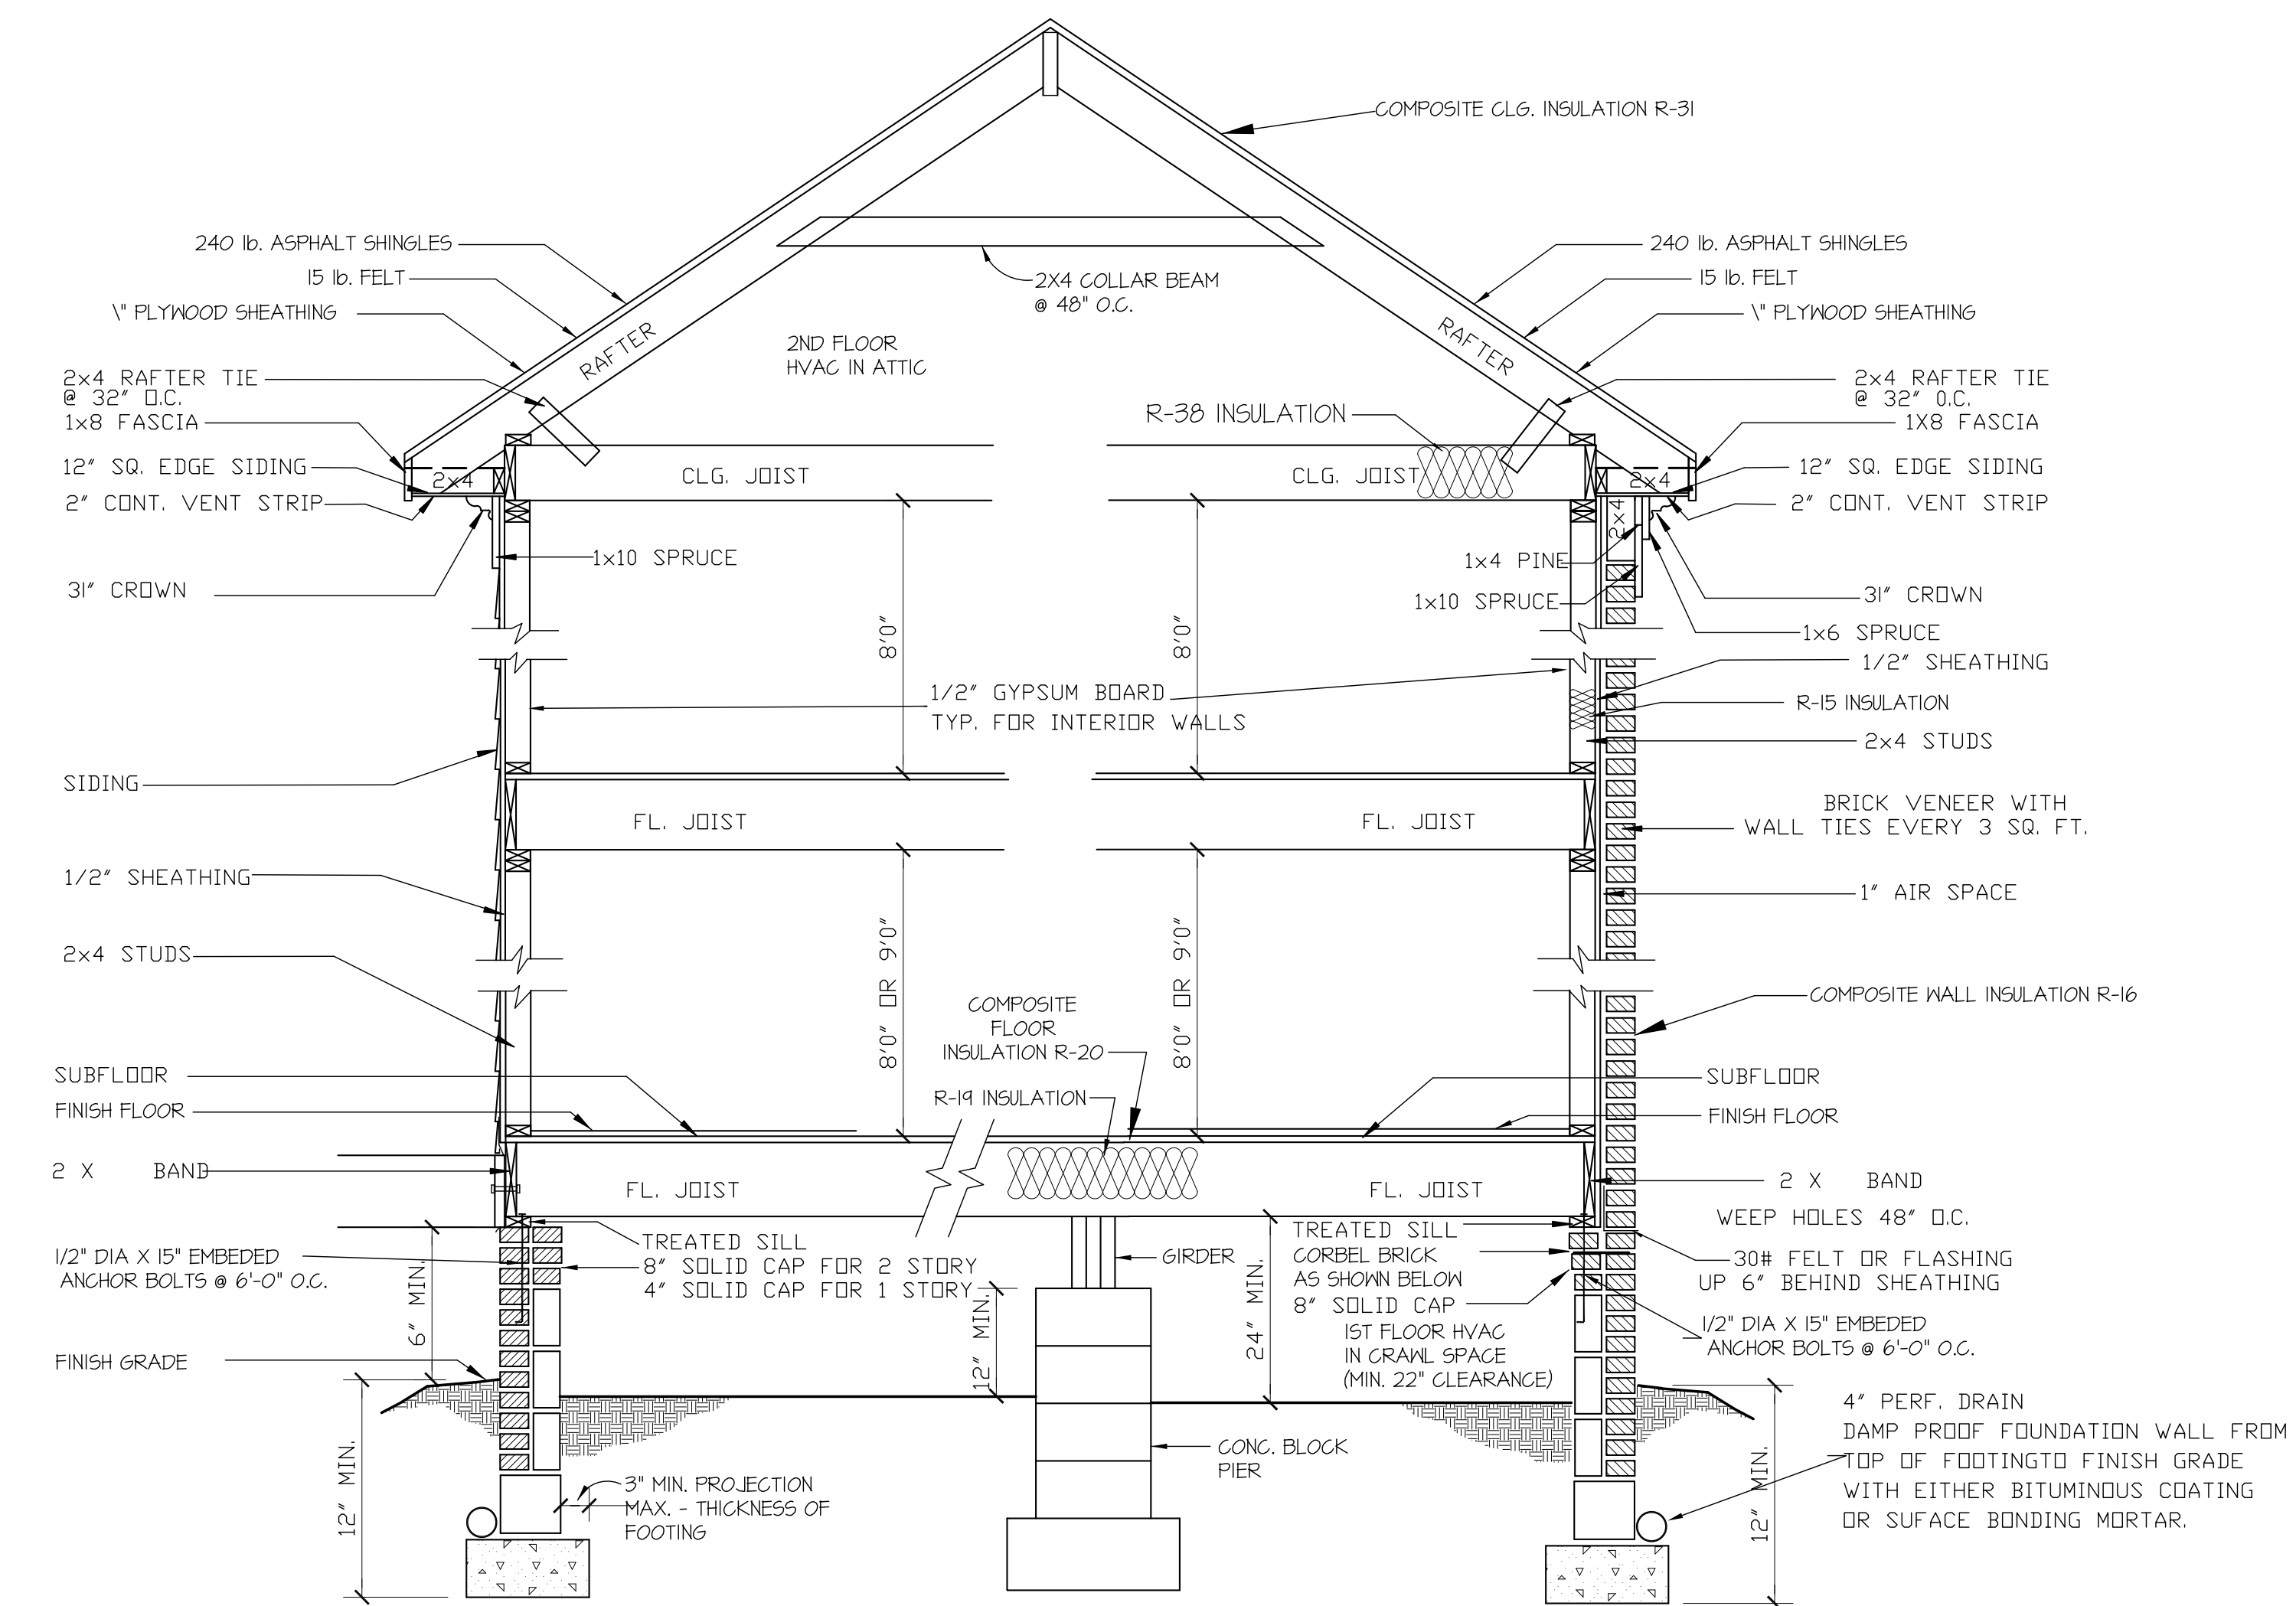 COMPOSITE CLG. INSULATION R-31
240 lb. ASPHALT SHINGLES
15 lb. FELT
\" PLYWOOD SHEATHING
2x4 RAFTER TIE
@ 32" O.C.
1x8 FASCIA
12" SQ. EDGE SIDING
2" CONT. VENT STRIP
31" CROWN
SIDING
1/2" SHEATHING
2x4 STUDS
SUBFLOOR
FINISH FLOOR
2 X BAND
1/2" DIA X 15" EMBEDED
ANCHOR BOLTS @ 6'-0" O.C.
FINISH GRADE
6" MIN.
12" MIN.
RAFTER
2X4 COLLAR BEAM
@ 48" O.C.
2ND FLOOR
HVAC IN ATTIC
RAFTER
R-38 INSULATION
2x4
CLG. JOIST
CLG. JOIST
2x4
2x4
1x10 SPRUCE
1x4 PINE
1x10 SPRUCE
8'0"
8'0"
1/2" GYPSUM BOARD
TYP. FOR INTERIOR WALLS
FL. JOIST
FL. JOIST
8'0" OR 9'0"
8'0" OR 9'0"
COMPOSITE
FLOOR
INSULATION R-20
R-19 INSULATION
FL. JOIST
FL. JOIST
TREATED SILL
8" SOLID CAP FOR 2 STORY
4" SOLID CAP FOR 1 STORY
12" MIN.
GIRDER
24" MIN.
TREATED SILL
CORBEL BRICK
AS SHOWN BELOW
8" SOLID CAP
1ST FLOOR HVAC
IN CRAWL SPACE
(MIN. 22" CLEARANCE)
CONC. BLOCK
PIER
3" MIN. PROJECTION
MAX. - THICKNESS OF
FOOTING
240 lb. ASPHALT SHINGLES
15 lb. FELT
\" PLYWOOD SHEATHING
2x4 RAFTER TIE
@ 32" O.C.
1X8 FASCIA
12" SQ. EDGE SIDING
2" CONT. VENT STRIP
31" CROWN
1x6 SPRUCE
1/2" SHEATHING
R-15 INSULATION
2x4 STUDS
BRICK VENEER WITH
WALL TIES EVERY 3 SQ. FT.
1" AIR SPACE
COMPOSITE WALL INSULATION R-16
SUBFLOOR
FINISH FLOOR
2 X BAND
WEEP HOLES 48" O.C.
30# FELT OR FLASHING
UP 6" BEHIND SHEATHING
1/2" DIA X 15" EMBEDED
ANCHOR BOLTS @ 6'-0" O.C.
12" MIN.
4" PERF. DRAIN
DAMP PROOF FOUNDATION WALL FROM
TOP OF FOOTINGTO FINISH GRADE
WITH EITHER BITUMINOUS COATING
OR SUFACE BONDING MORTAR.